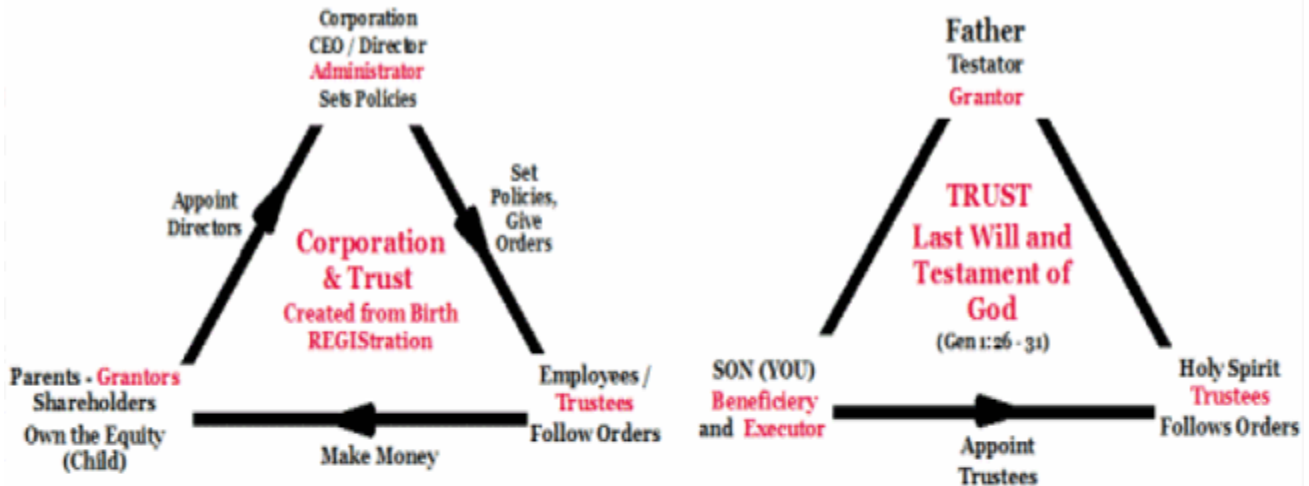 Corporation
CEO / Director
Administrator
Sets Policies
Appoint
Directors
Set
Policies,
Give
Orders
Corporation
& Trust
Created from Birth
REGIStration
Parents - Grantors
Shareholders
Own the Equity
(Child)
Employees /
Trustees
Follow Orders
Make Money
Father
Testator
Grantor
TRUST
Last Will and
Testament of
God
(Gen 1:26 - 31)
SON (YOU)
Beneficiery
and Executor
Holy Spirit
Trustees
Follows Orders
Appoint
Trustees